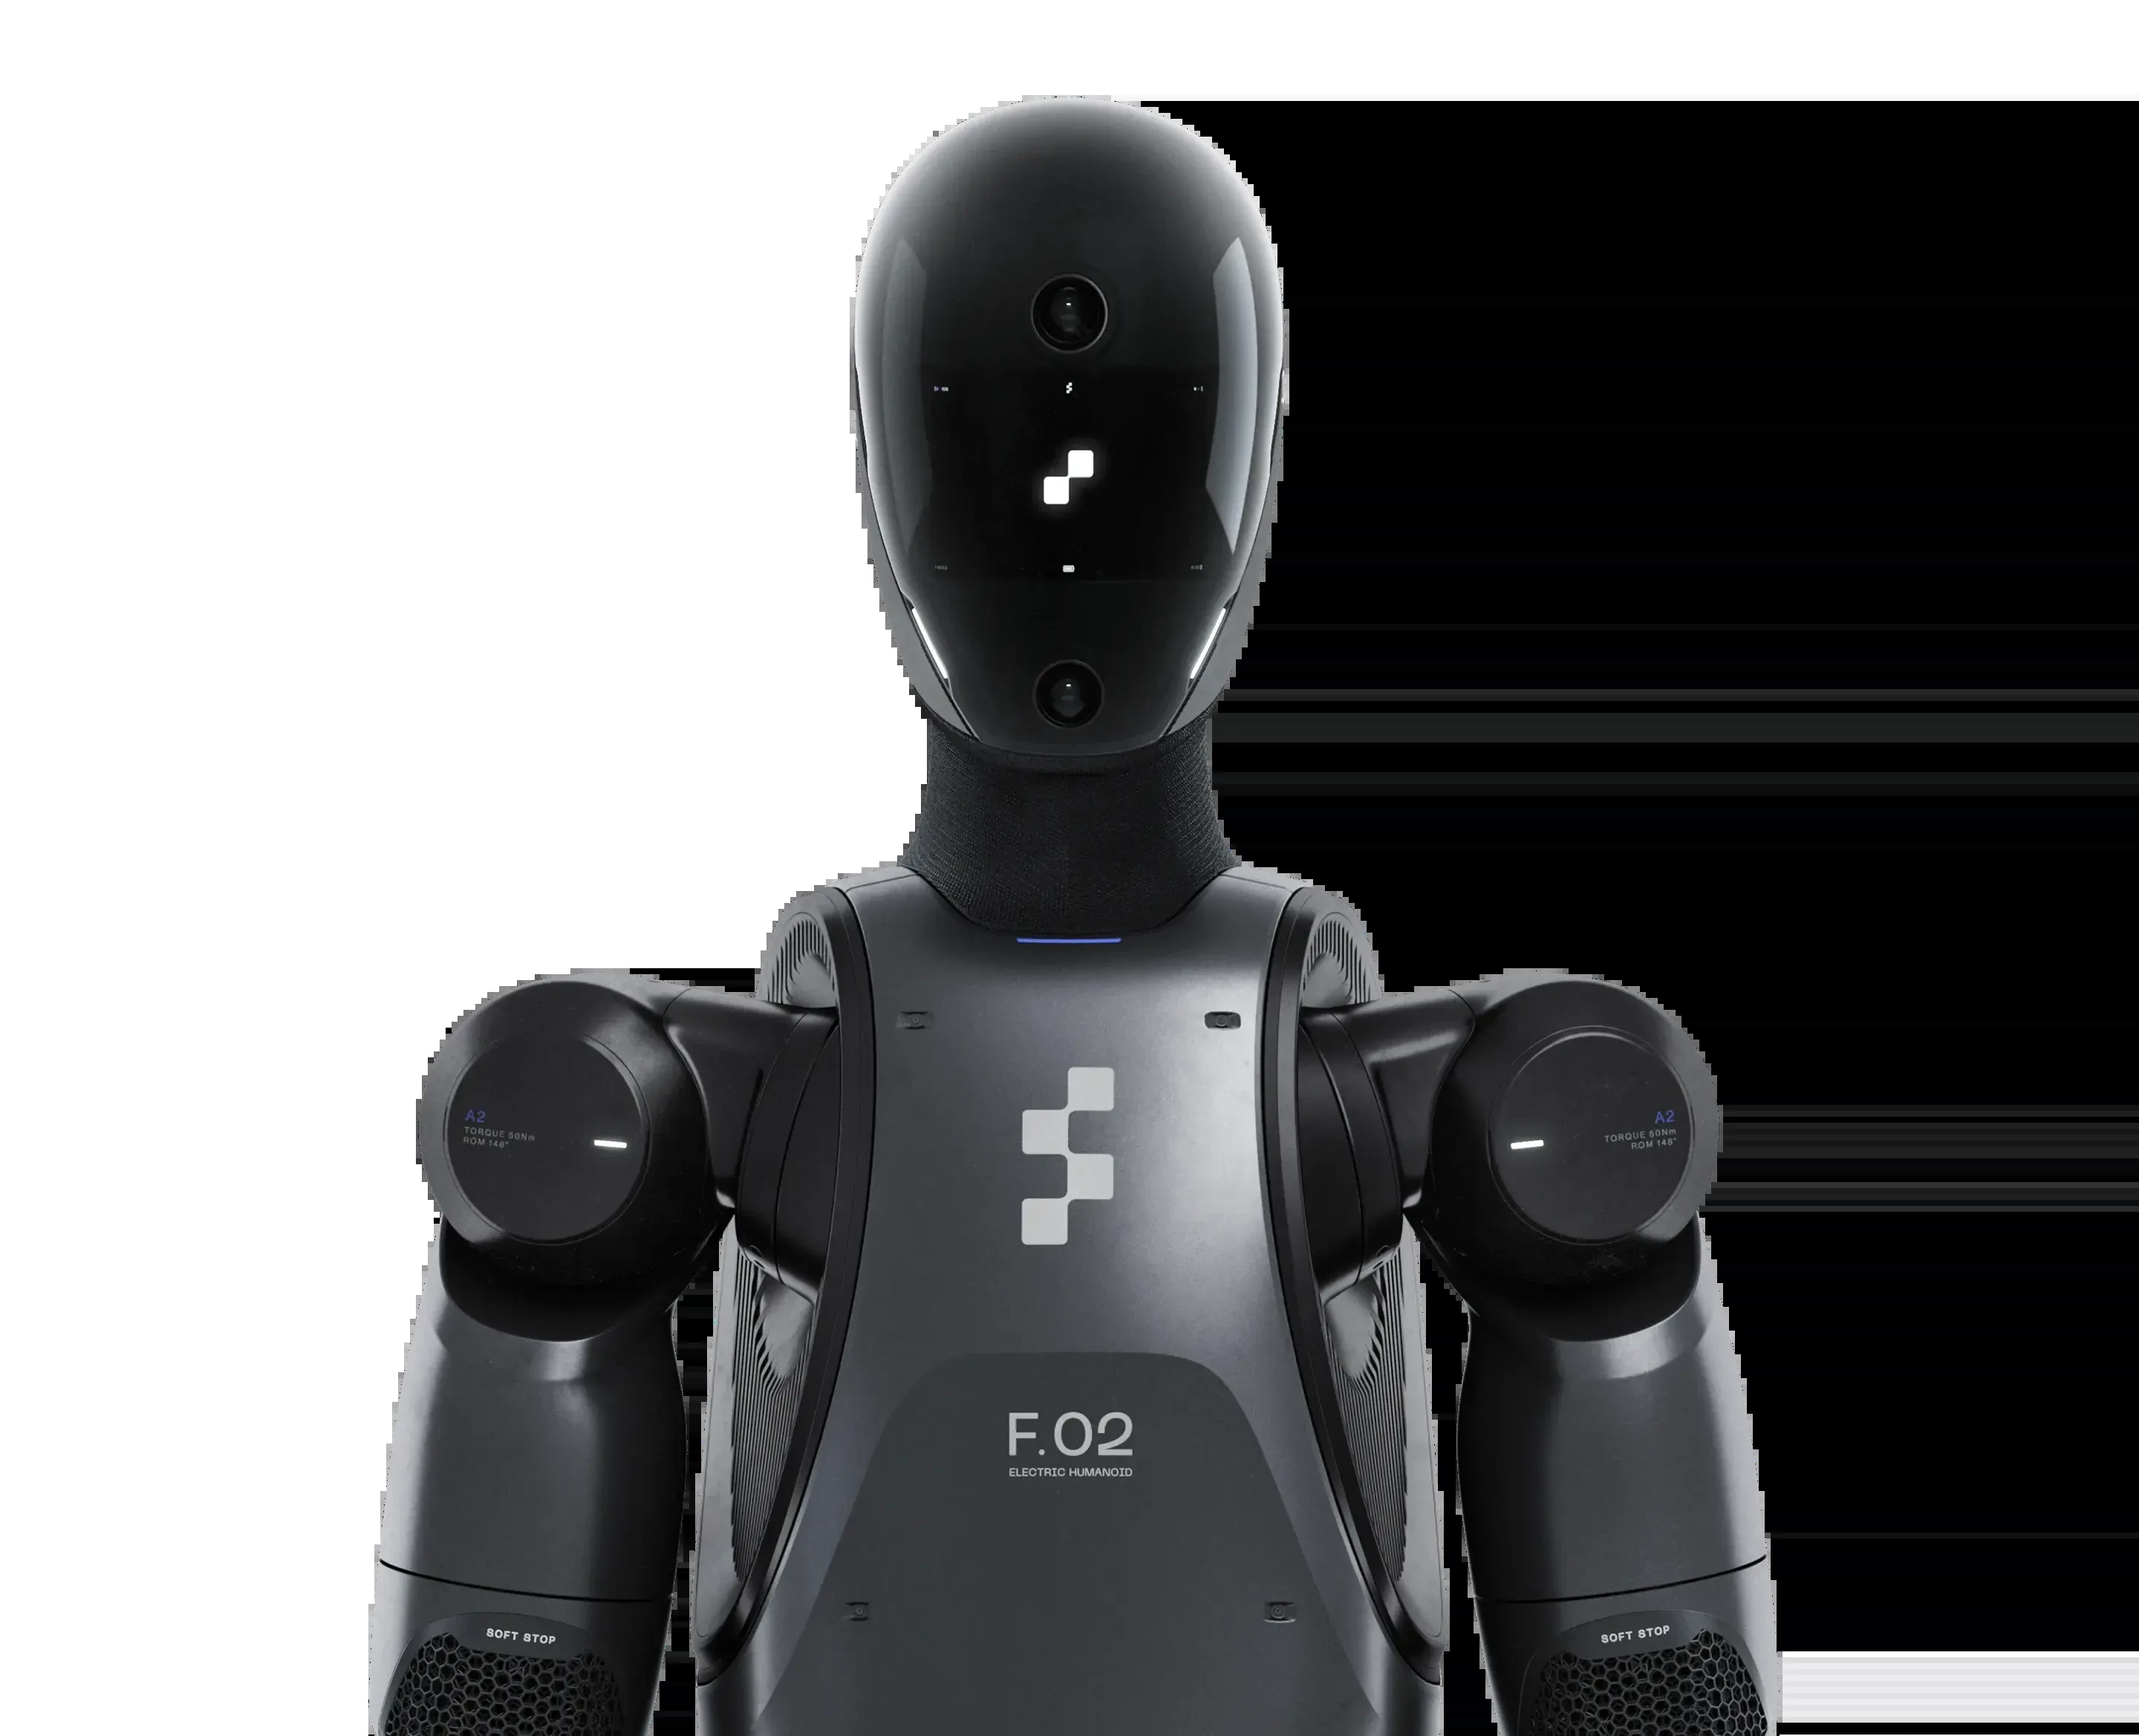 A2
TORQUE 50Nm
ROM 148°
A2
TORQUE 50Nm
ROM 148°
F.02
ELECTRIC HUMANOID
SOFT STOP
SOFT STOP